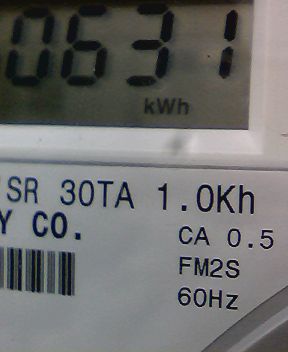 0631
kWh
SR 30TA 1.0Kh
Y CO.
CA 0.5
FM2S
60Hz